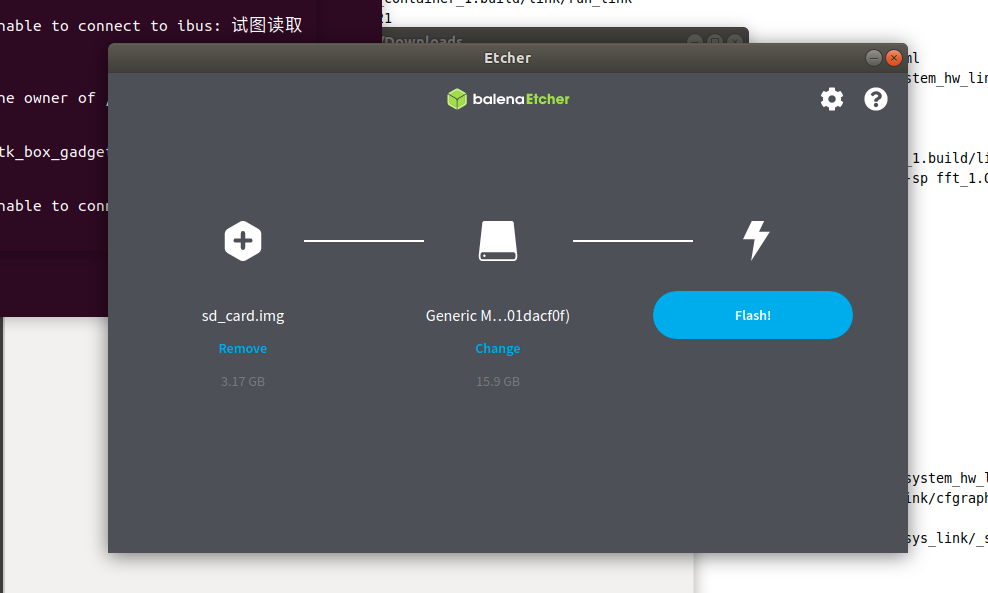 container_1.build/link/run_link
nable to connect to ibus: 试图读取
21
/Downloads
Etcher
ml
stem_hw_lin
balenaEtcher
ne owner of
tk_box_gadget
_1.build/li
-sp fft_1.0
nable to conn
sd_card.img
Generic M...01dacf0f)
Flash!
Remove
Change
3.17 GB
15.9 GB
system_hw_l
ink/cfgraph
sys_link/_s